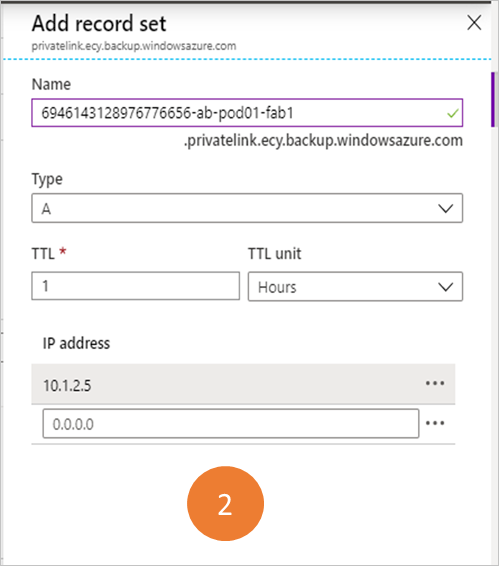 Add record set
privatelink.ecy.backup.windowsazure.com
Name
6946143128976776656-ab-pod01-fab1
.privatelink.ecy.backup.windowsazure.com
Type
A
TTL * TTL unit
1 Hours
IP address
10.1.2.5
0.0.0.0
2